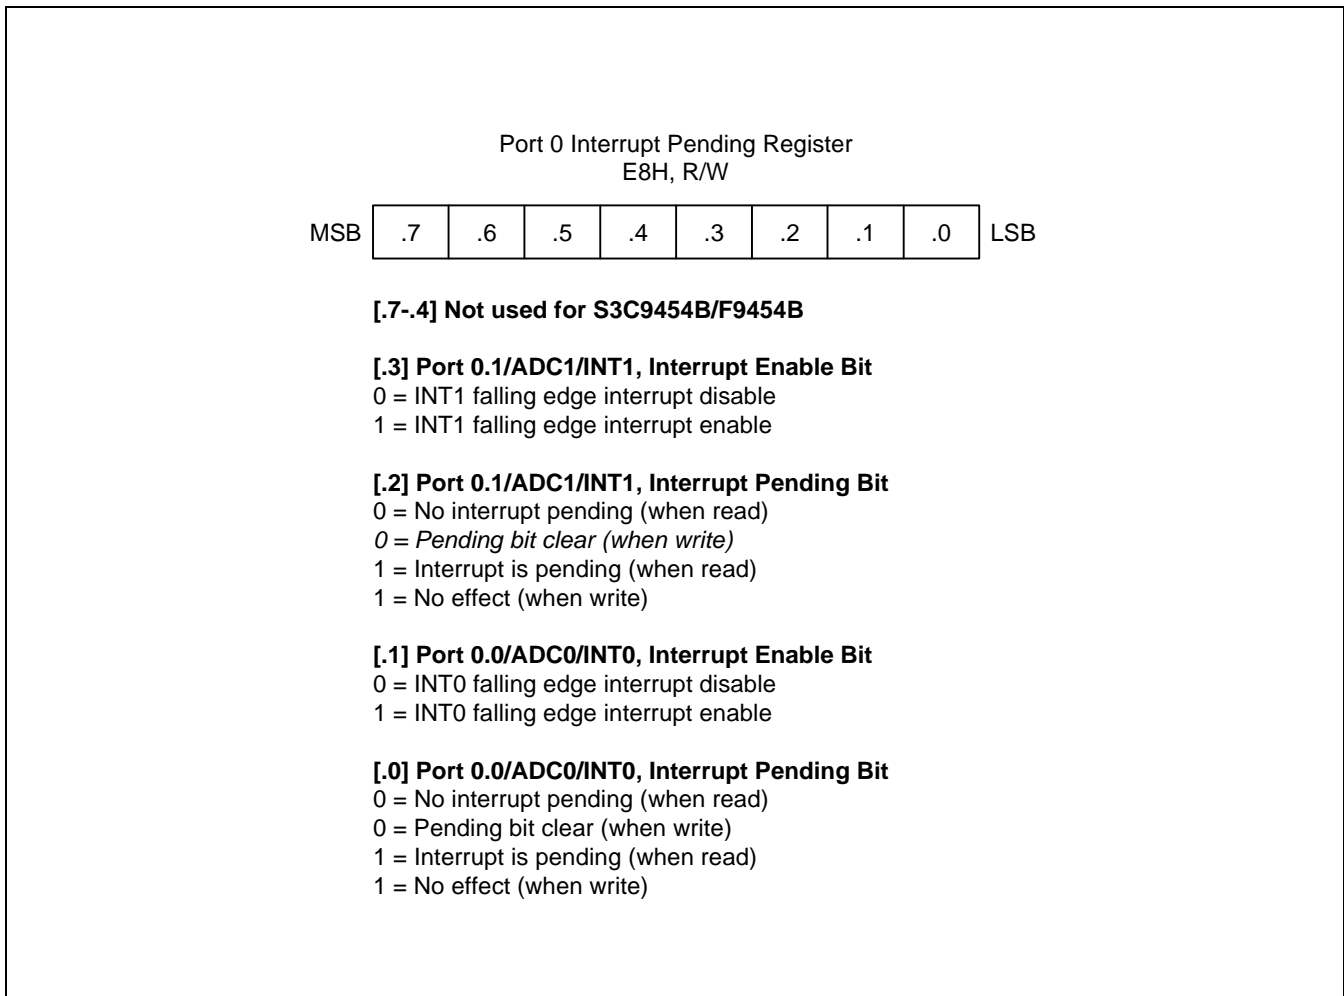 Port 0 Interrupt Pending Register
E8H, R/W
MSB .7 .6 .5 .4 .3 .2 .1 .0 LSB
[.7-.4] Not used for S3C9454B/F9454B
[.3] Port 0.1/ADC1/INT1, Interrupt Enable Bit
0 = INT1 falling edge interrupt disable
1 = INT1 falling edge interrupt enable
[.2] Port 0.1/ADC1/INT1, Interrupt Pending Bit
0 = No interrupt pending (when read)
0 = Pending bit clear (when write)
1 = Interrupt is pending (when read)
1 = No effect (when write)
[.1] Port 0.0/ADC0/INT0, Interrupt Enable Bit
0 = INT0 falling edge interrupt disable
1 = INT0 falling edge interrupt enable
[.0] Port 0.0/ADC0/INT0, Interrupt Pending Bit
0 = No interrupt pending (when read)
0 = Pending bit clear (when write)
1 = Interrupt is pending (when read)
1 = No effect (when write)